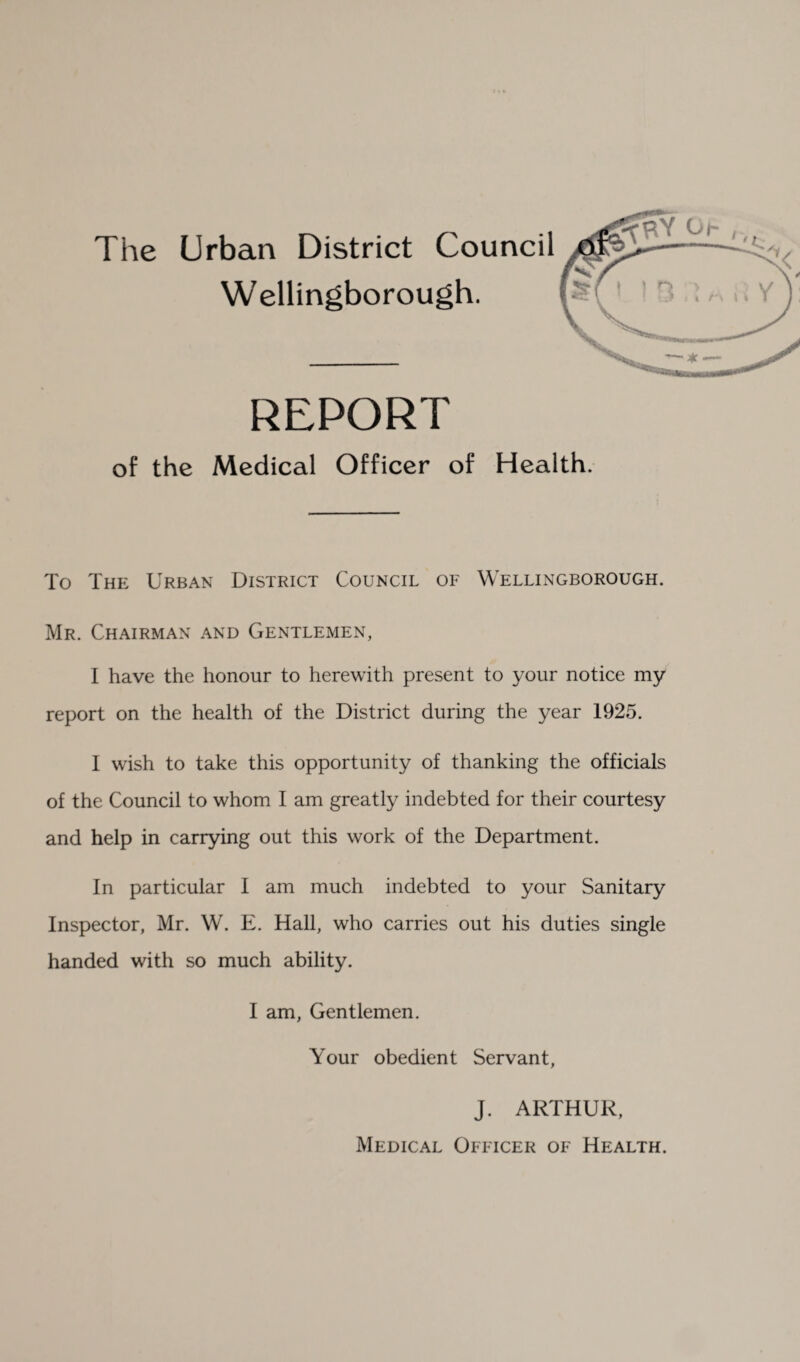 The Urban District Council of
Wellingborough.
LIBRARY
REPORT
of the Medical Officer of Health.
To The Urban District Council of Wellingborough.
Mr. Chairman and Gentlemen,
I have the honour to herewith present to your notice my
report on the health of the District during the year 1925.
I wish to take this opportunity of thanking the officials
of the Council to whom I am greatly indebted for their courtesy
and help in carrying out this work of the Department.
In particular I am much indebted to your Sanitary
Inspector, Mr. W. E. Hall, who carries out his duties single
handed with so much ability.
I am, Gentlemen.
Your obedient Servant,
J. ARTHUR,
Medical Officer of Health.